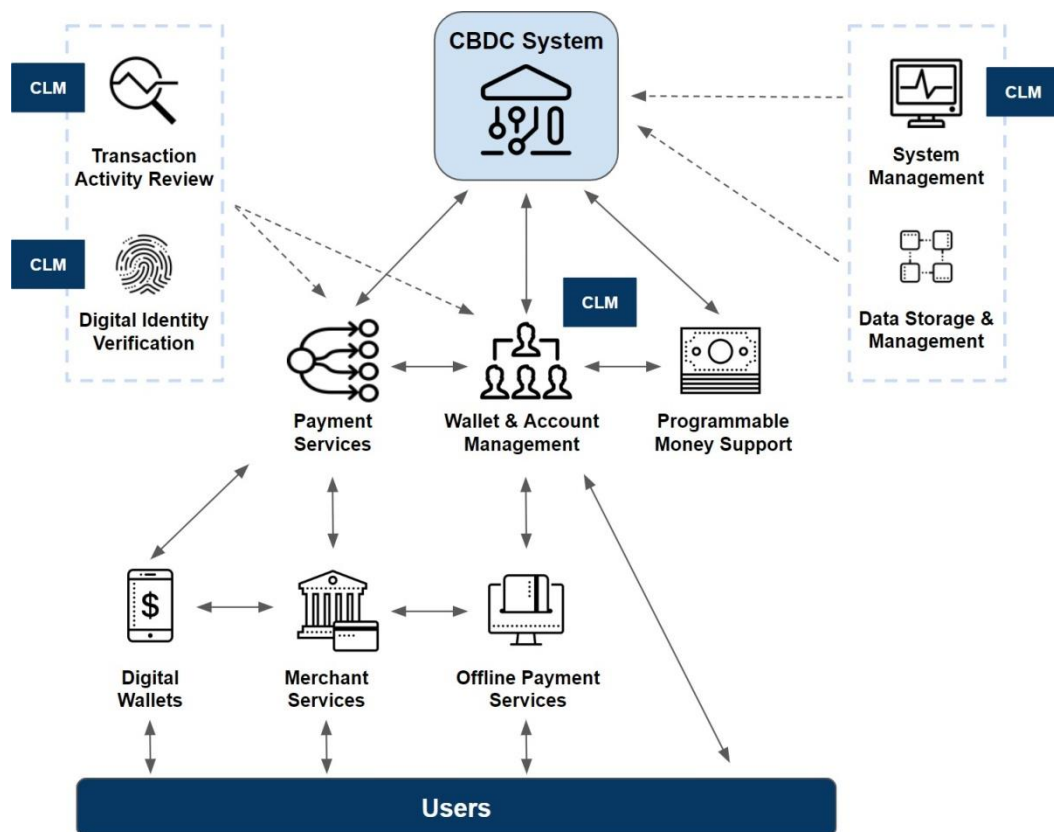 CBDC System
CLM
Transaction
Activity Review
CLM
Digital Identity
Verification
CLM
System
Management
Data Storage &
Management
CLM
Payment
Services
Wallet & Account
Management
Programmable
Money Support
$
Digital
Wallets
Merchant
Services
Offline Payment
Services
Users